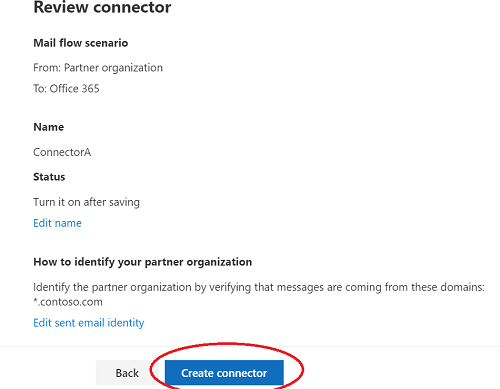 Review connector
Mail flow scenario
From: Partner organization
To: Office 365
Name
ConnectorA
Status
Turn it on after saving
Edit name
How to identify your partner organization
Identify the partner organization by verifying that messages are coming from these domains:
*.contoso.com
Edit sent email identity
Back
Create connector